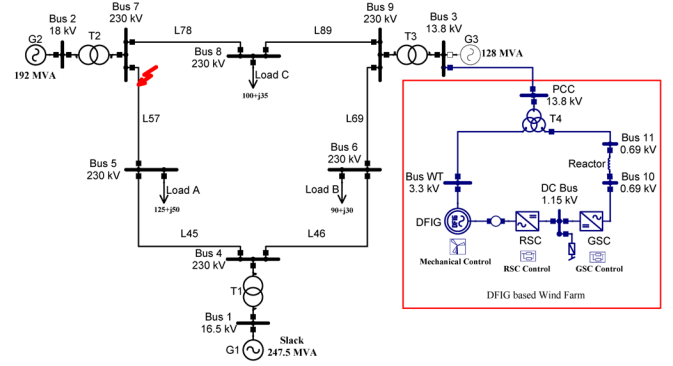 Bus 7
230 kV
Bus 9
230 kV
Bus 2
18 kV
Bus 3
13.8 kV
G2
T2
L78
L89
T3
G3
128 MVA
192 MVA
Bus 8
230 kV
Load C
100+j35
PCC
13.8 kV
T4
L57
L69
Bus 11
0.69 kV
Reactor
Bus 5
230 kV
Bus 6
230 kV
Bus WT
3.3 kV
Bus 10
0.69 kV
Load A
125+j50
Load B
90+j30
DC Bus
1.15 kV
DFIG
RSC
GSC
Mechanical Control
RSC Control
GSC Control
L45
L46
Bus 4
230 kV
T1
DFIG based Wind Farm
Bus 1
16.5 kV
G1
Slack
247.5 MVA